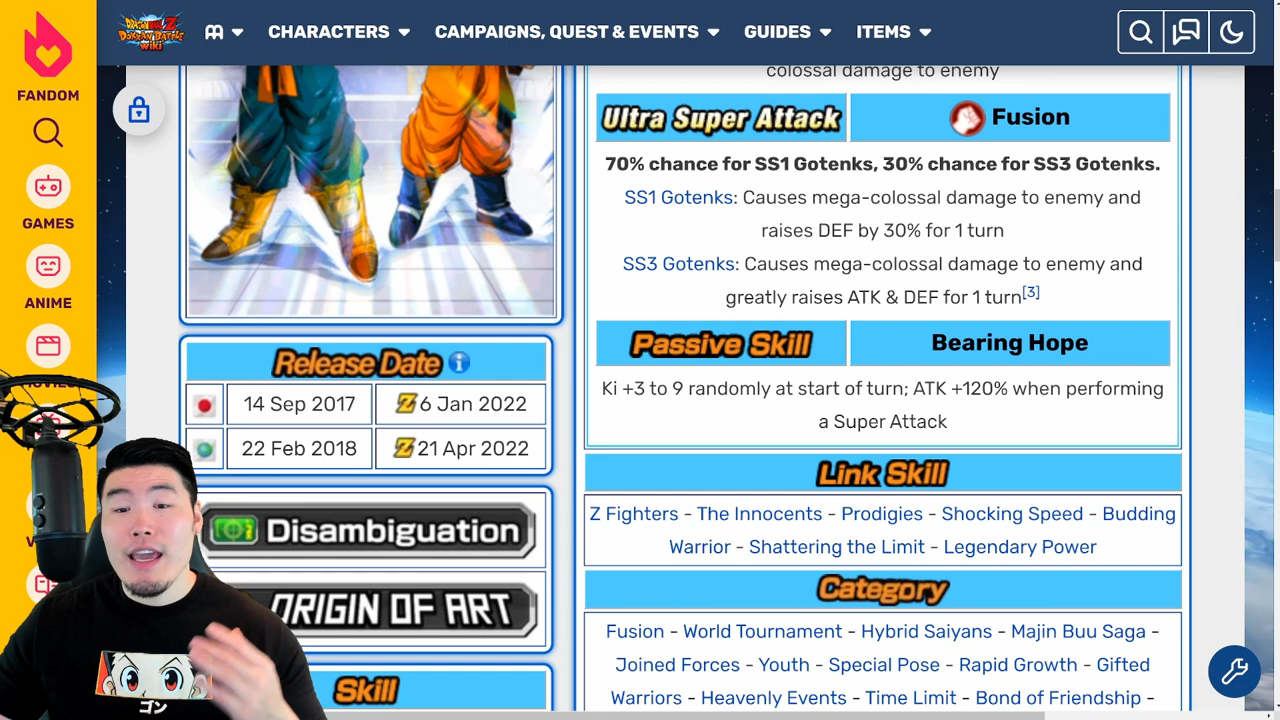 DRAGONBALL Z
DOKKAN BATTLE
WIKI
CHARACTERS
CAMPAIGNS, QUEST & EVENTS
GUIDES
ITEMS
FANDOM
GAMES
ANIME
colossal damage to enemy
Ultra Super Attack
Fusion
70% chance for SS1 Gotenks, 30% chance for SS3 Gotenks.
SS1 Gotenks: Causes mega-colossal damage to enemy and
raises DEF by 30% for 1 turn
SS3 Gotenks: Causes mega-colossal damage to enemy and
greatly raises ATK & DEF for 1 turn[3]
Passive Skill
Bearing Hope
Ki +3 to 9 randomly at start of turn; ATK +120% when performing
a Super Attack
Link Skill
Z Fighters - The Innocents - Prodigies - Shocking Speed - Budding
Warrior - Shattering the Limit - Legendary Power
Category
Fusion - World Tournament - Hybrid Saiyans - Majin Buu Saga -
Joined Forces - Youth - Special Pose - Rapid Growth - Gifted
Warriors - Heavenly Events - Time Limit - Bond of Friendship -
Release Date
14 Sep 2017
Z 6 Jan 2022
22 Feb 2018
Z 21 Apr 2022
Disambiguation
ORIGIN OF ART
Skill
ゴン